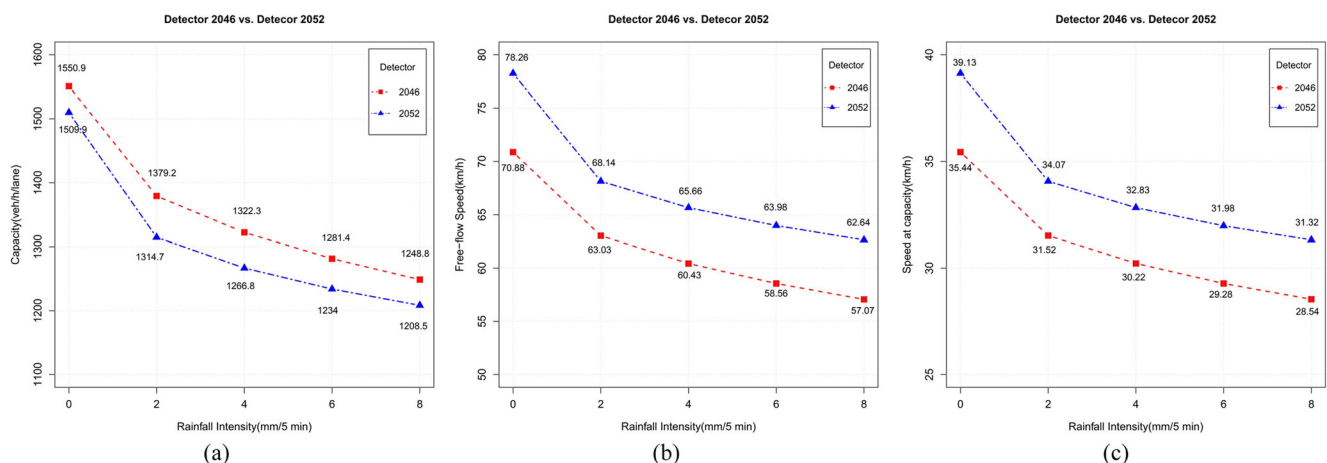 Detector 2046 vs. Detecor 2052
Capacity(veh/h/lane)
1600
1500
1400
1300
1200
1100
1550.9
1509.9
1379.2
1314.7
1322.3
1266.8
1281.4
1234
1248.8
1208.5
Detector
2046
2052
0 2 4 6 8
Rainfall Intensity(mm/5 min)
(a)
Detector 2046 vs. Detecor 2052
Free−flow Speed(km/h)
80
75
70
65
60
55
50
78.26
70.88
68.14
63.03
65.66
60.43
63.98
58.56
62.64
57.07
Detector
2046
2052
0 2 4 6 8
Rainfall Intensity(mm/5 min)
(b)
Detector 2046 vs. Detecor 2052
Speed at capacity(km/h)
40
35
30
25
39.13
35.44
34.07
31.52
32.83
30.22
31.98
29.28
31.32
28.54
Detector
2046
2052
0 2 4 6 8
Rainfall Intensity(mm/5 min)
(c)